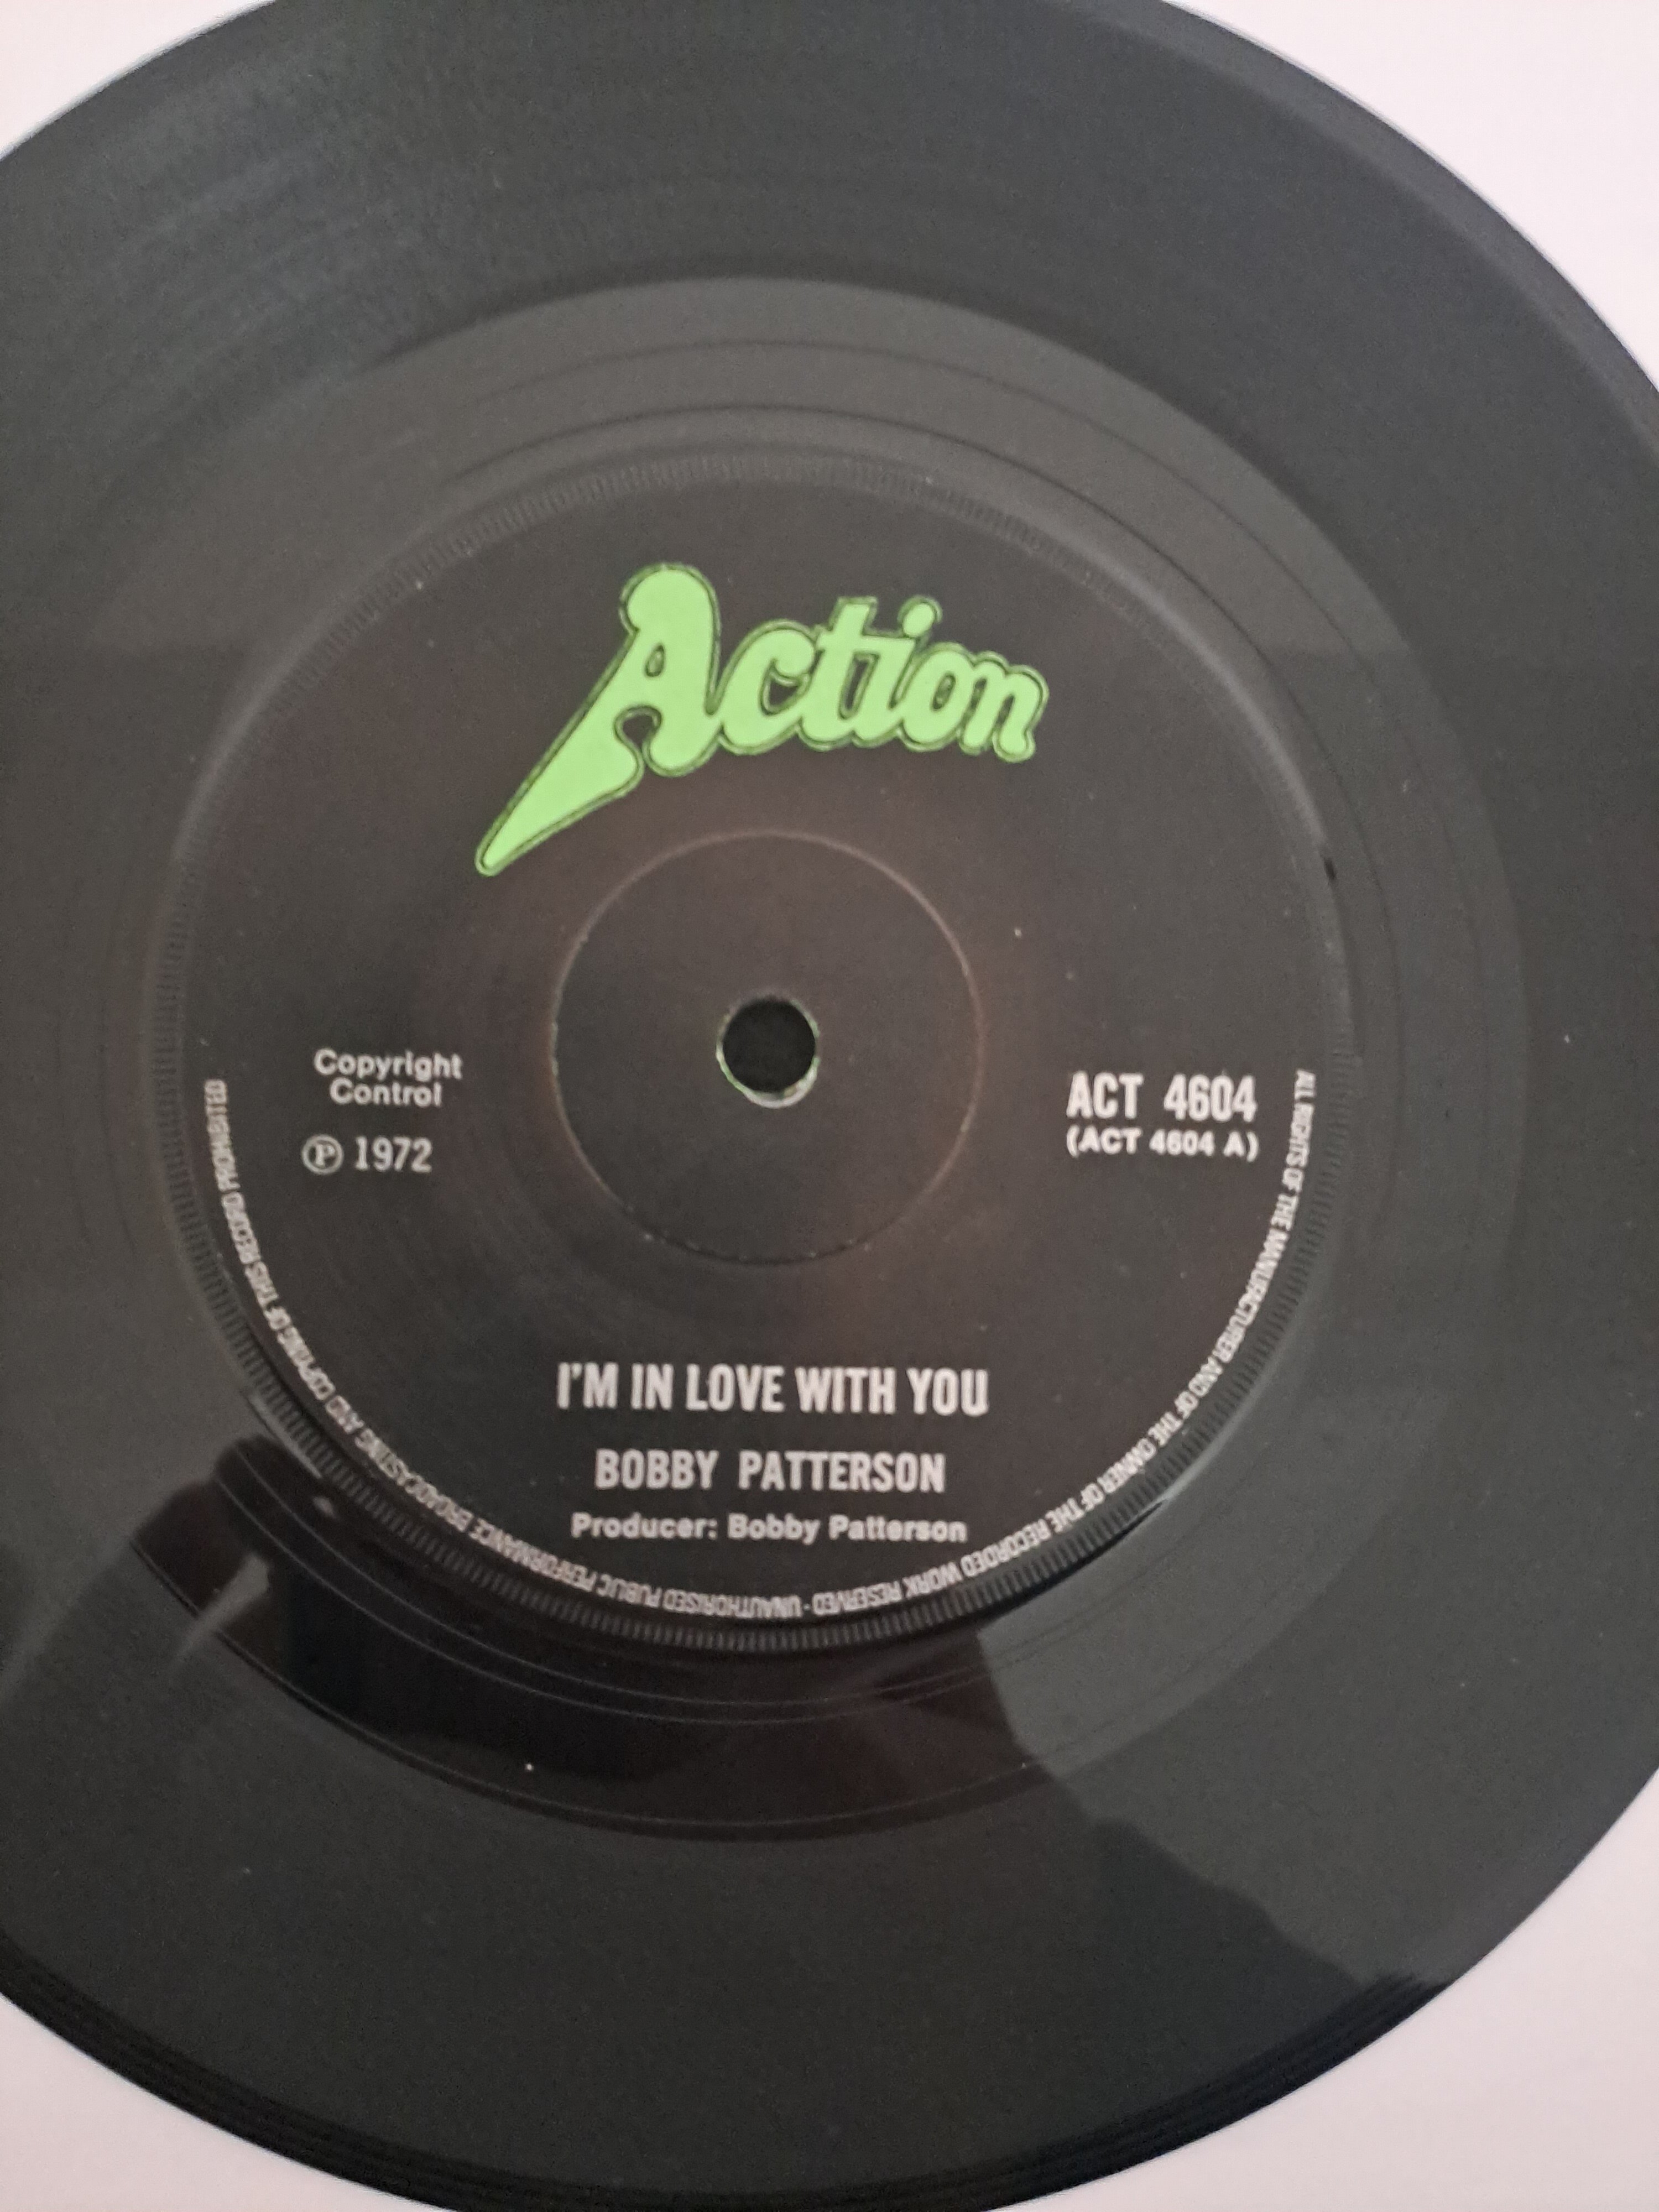 Action
Copyright
Control
℗ 1972
ACT 4604
(ACT 4604 A)
I'M IN LOVE WITH YOU
BOBBY PATTERSON
Producer: Bobby Patterson
ALL RIGHTS OF THE MANUFACTURER AND OF THE OWNER OF THE RECORDED WORK RESERVED · UNAUTHORISED PUBLIC PERFORMANCE BROADCASTING AND COPYING OF THIS RECORD PROHIBITED